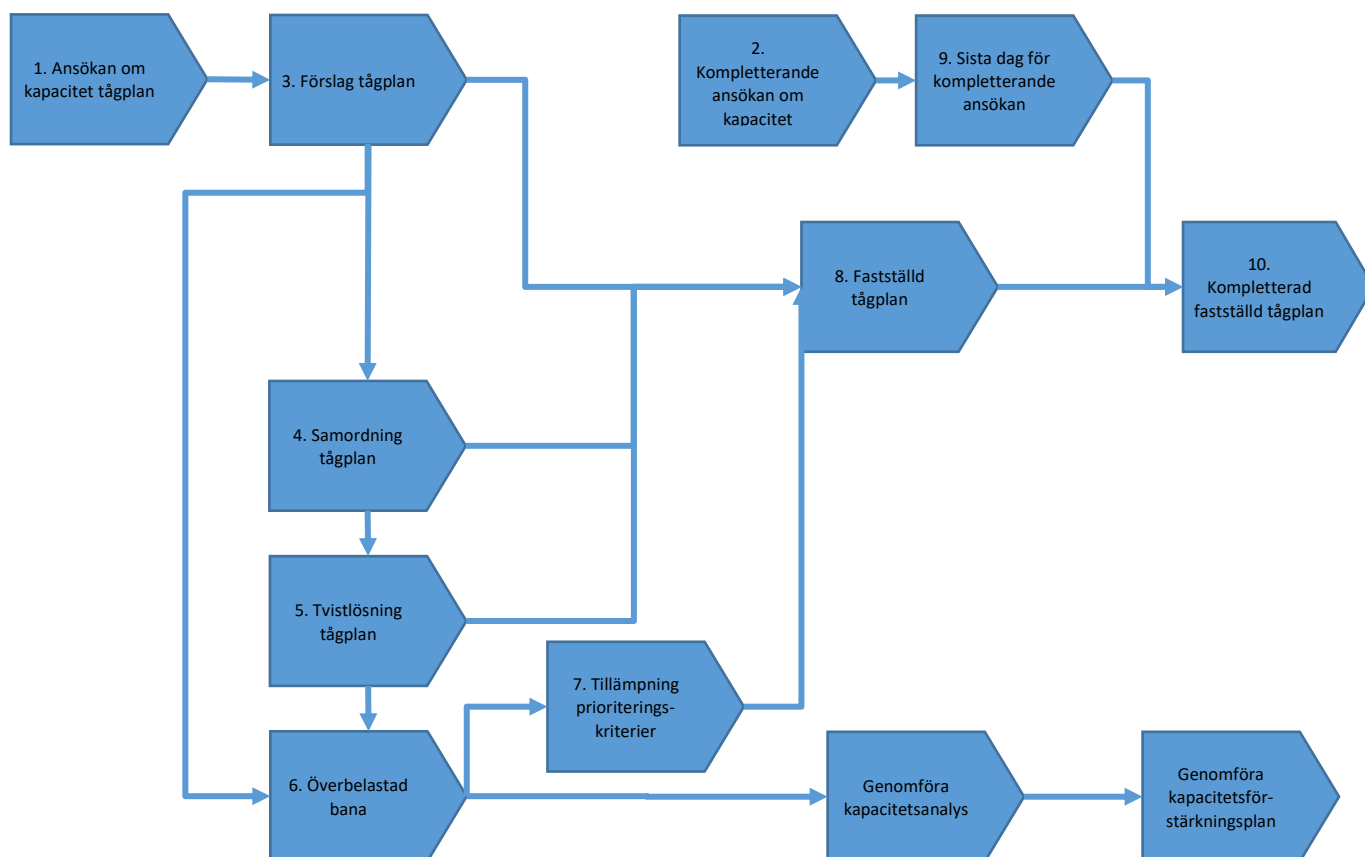 1. Ansökan om
kapacitet tågplan
3. Förslag tågplan
2.
Kompletterande
ansökan om
kapacitet
9. Sista dag för
kompletterande
ansökan
8. Fastställd
tågplan
10.
Kompletterad
fastställd tågplan
4. Samordning
tågplan
5. Tvistlösning
tågplan
7. Tillämpning
prioriterings-
kriterier
6. Överbelastad
bana
Genomföra
kapacitetsanalys
Genomföra
kapacitetsför-
stärkningsplan